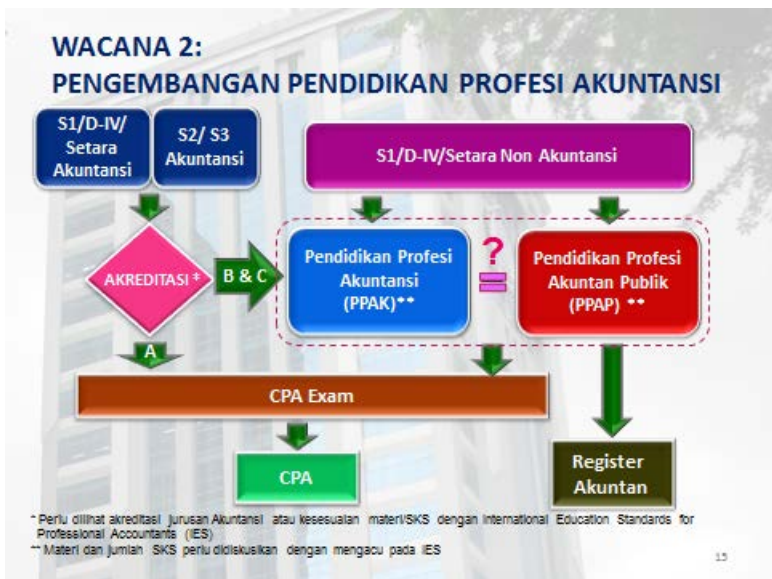 WACANA 2:
PENGEMBANGAN PENDIDIKAN PROFESI AKUNTANSI
S1/D-IV/
Setara
Akuntansi
S2/ S3
Akuntansi
S1/D-IV/Setara Non Akuntansi
AKREDITASI *
B & C
Pendidikan Profesi
Akuntansi
(PPAK)**
?
=
Pendidikan Profesi
Akuntan Publik
(PPAP) **
A
CPA Exam
CPA
Register
Akuntan
* Perlu dilihat akreditasi jurusan Akuntansi atau kesesuaian materi/SKS dengan International Education Standards for
Professional Accountants (IES)
** Materi dan jumlah SKS perlu didiskusikan dengan mengacu pada IES
15